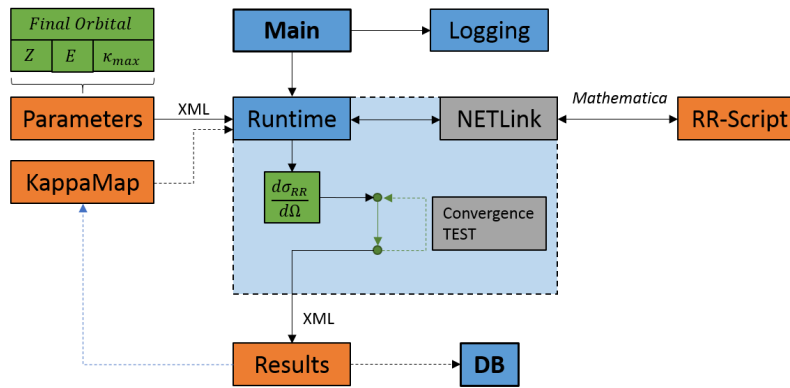 Final Orbital
Z E κmax
Main
Logging
Parameters
XML
Runtime
NETLink
Mathematica
RR-Script
KappaMap
dσRR
dΩ
Convergence
TEST
XML
Results
DB